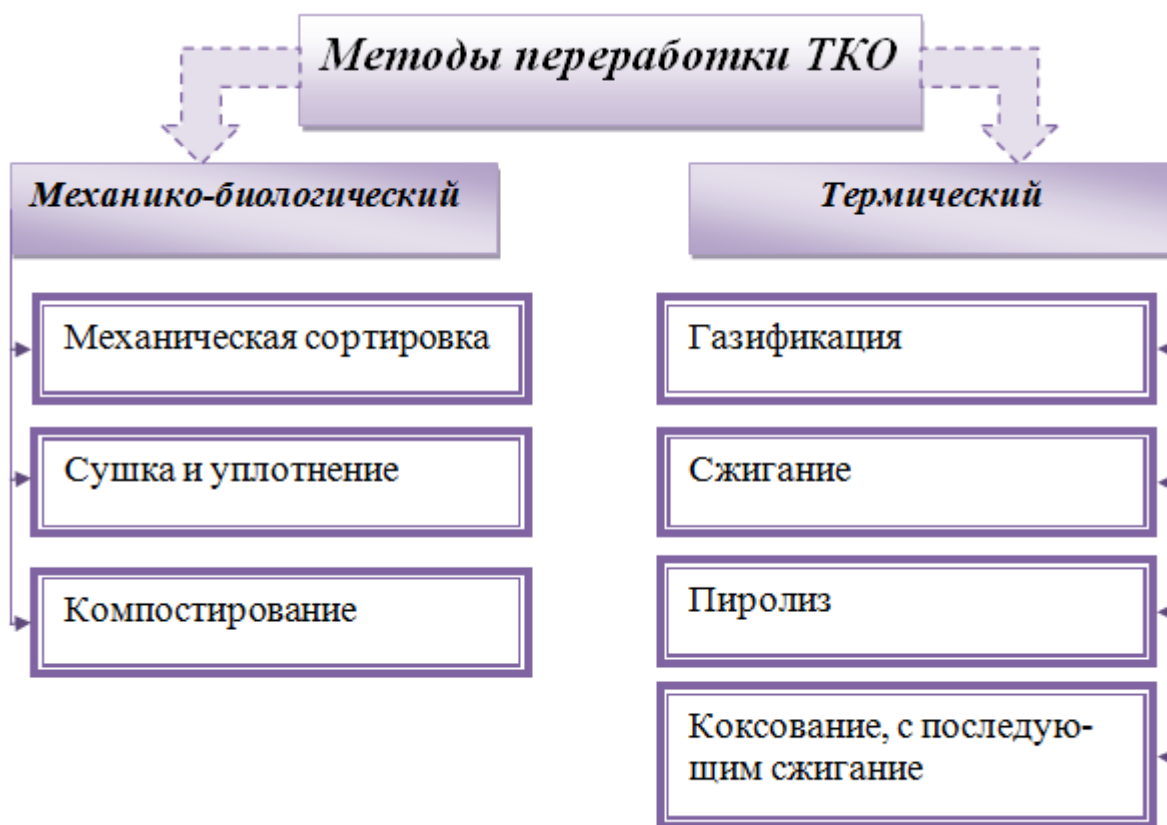 Методы переработки ТКО
Механико-биологический
Термический
Механическая сортировка
Сушка и уплотнение
Компостирование
Газификация
Сжигание
Пиролиз
Коксование, с последую-
щим сжигание